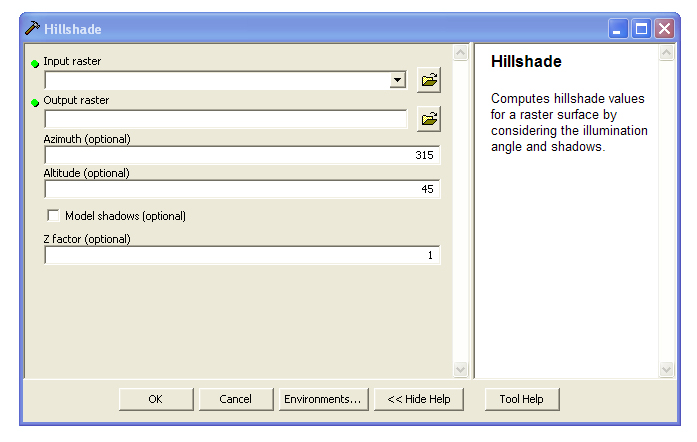 Hillshade
Input raster
Output raster
Azimuth (optional)
315
Altitude (optional)
45
Model shadows (optional)
Z factor (optional)
1
Hillshade
Computes hillshade values
for a raster surface by
considering the illumination
angle and shadows.
OK
Cancel
Environments...
<< Hide Help
Tool Help